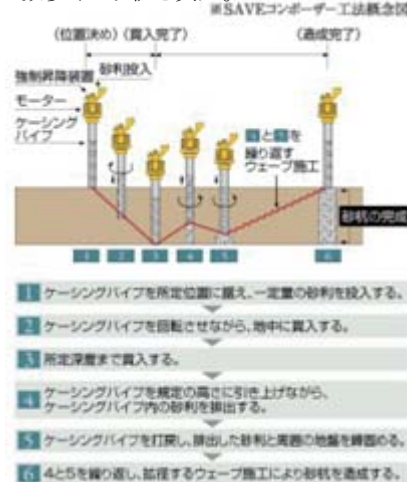 ※SAVEコンポーザー工法概念図
(位置決め)(貫入完了)
(造成完了)
強制昇降装置
砂利投入
モーター
ケーシング
パイプ
4と5を
繰り返す
ウェーブ施工
砂杭の完成
1 2 3 4 5 6
1 ケーシングパイプを所定位置に据え、一定量の砂利を投入する。
2 ケーシングパイプを回転させながら、地中に貫入する。
3 所定深度まで貫入する。
4 ケーシングパイプを規定の高さに引き上げながら、
ケーシングパイプ内の砂利を排出する。
5 ケーシングパイプを打戻し、排出した砂利と周囲の地盤を締固める。
6 4と5を繰り返し、拡径するウェーブ施工により砂杭を造成する。